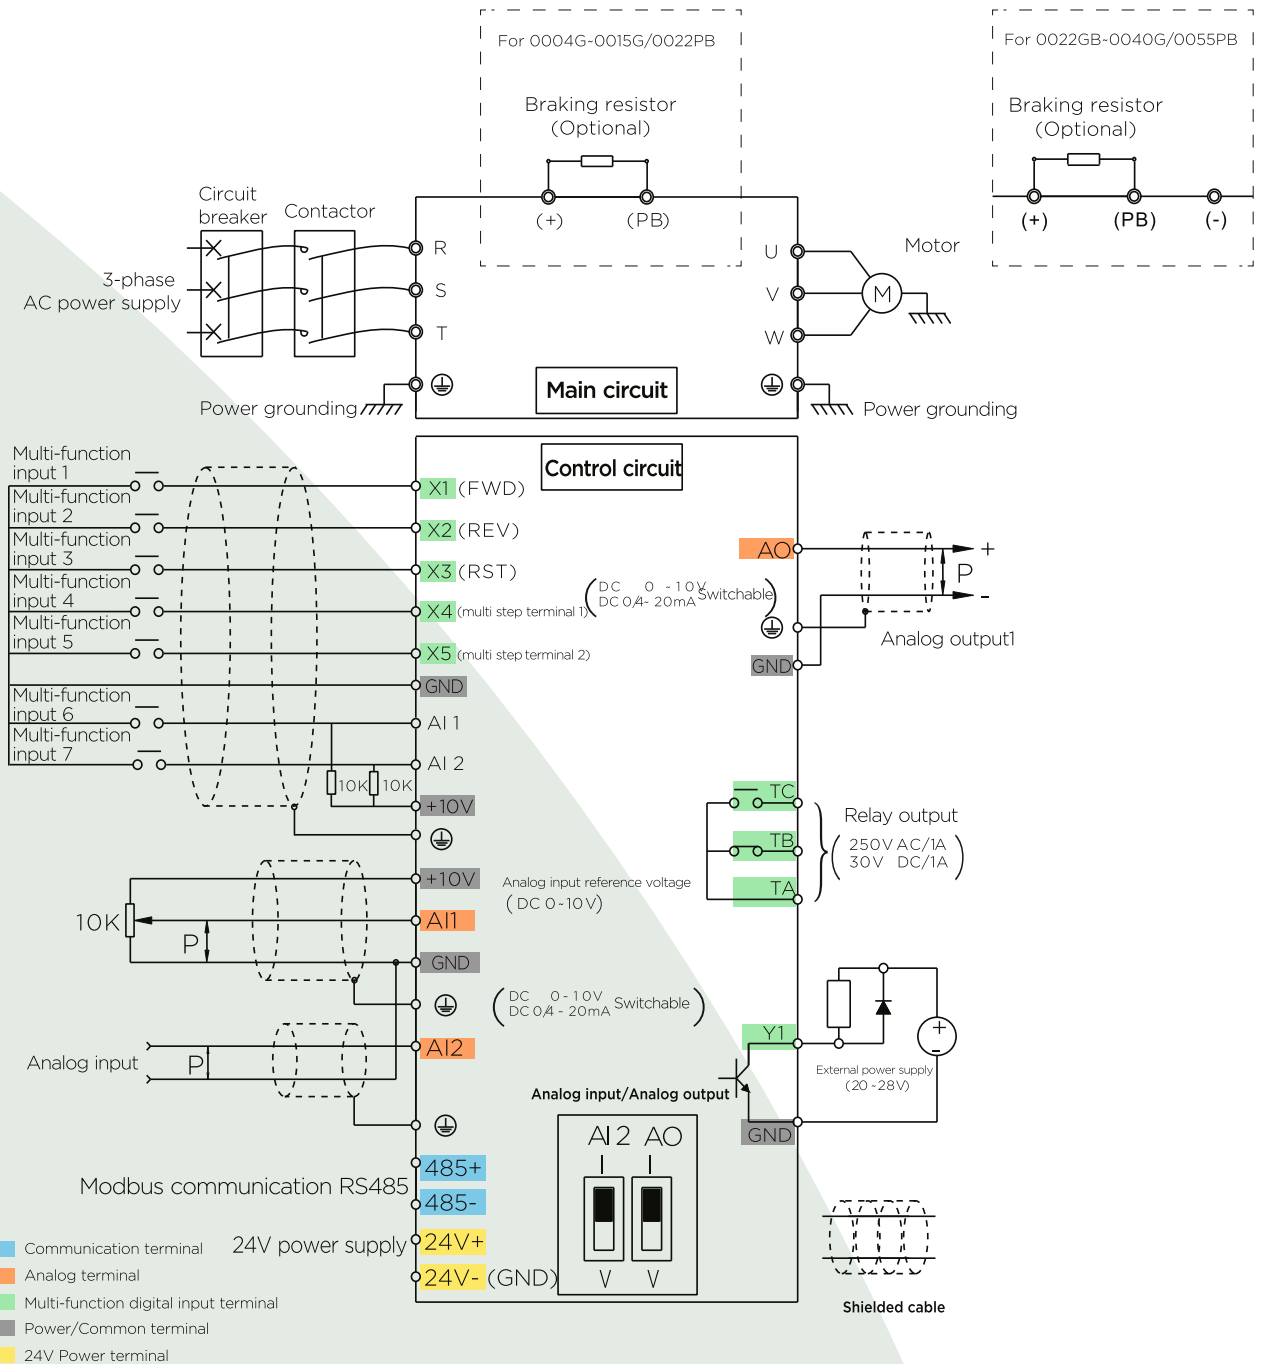 For 0004G~0015G/0022PB
Braking resistor
(Optional)
(+)
(PB)
For 0022GB~0040G/0055PB
Braking resistor
(Optional)
(+)
(PB)
(-)
Circuit
breaker
Contactor
3-phase
AC power supply
R
S
T
U
V
W
M
Motor
Main circuit
Power grounding
Power grounding
Control circuit
Multi-function
input 1
Multi-function
input 2
Multi-function
input 3
Multi-function
input 4
Multi-function
input 5
Multi-function
input 6
Multi-function
input 7
X1 (FWD)
X2 (REV)
X3 (RST)
X4 (multi step terminal 1)
X5 (multi step terminal 2)
GND
AI 1
AI 2
10K
10K
+10V
AO
(DC 0 ~10V
DC 0/4~ 20mA Switchable)
GND
+
P
-
Analog output1
TC
TB
TA
Relay output
(250V AC/1A
30V DC/1A)
+10V
Analog input reference voltage
(DC 0~10V)
10K
P
AI1
GND
(DC 0~10V
DC 0/4 ~ 20mA Switchable)
Analog input
P
AI2
Y1
+
-
External power supply
(20 ~28V)
GND
Analog input/Analog output
AI 2 AO
V V
Modbus communication RS485
485+
485-
24V power supply
24V+
24V- (GND)
Communication terminal
Analog terminal
Multi-function digital input terminal
Power/Common terminal
24V Power terminal
Shielded cable